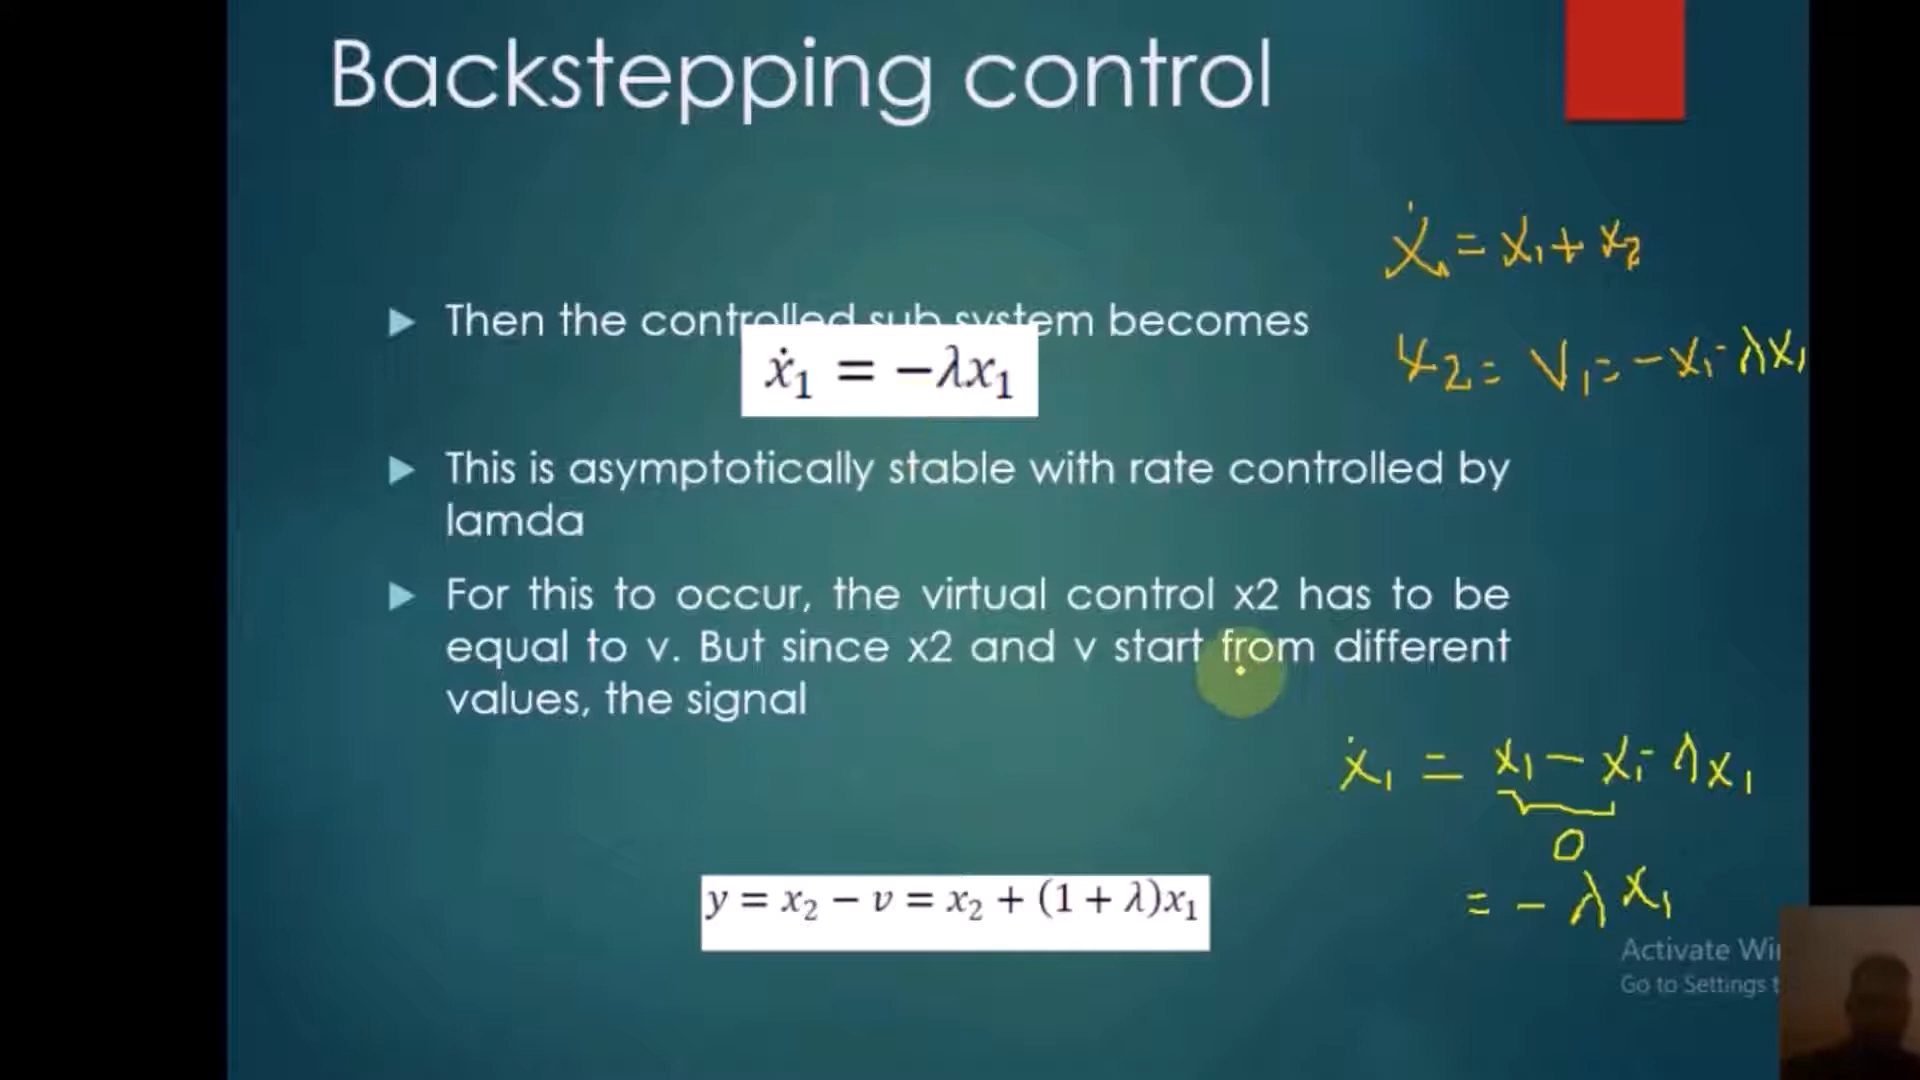 Backstepping control
ẋ₁ = x₁ + x₂
Then the controlled sub system becomes
x₂ = v₁ = -x₁ - λx₁
ẋ₁ = −λx₁
This is asymptotically stable with rate controlled by
lamda
For this to occur, the virtual control x2 has to be
equal to v. But since x2 and v start from different
values, the signal
ẋ₁ = x₁ - x₁ - λx₁
0
= - λx₁
y = x₂ − v = x₂ + (1 + λ)x₁
Activate Wi
Go to Settings t